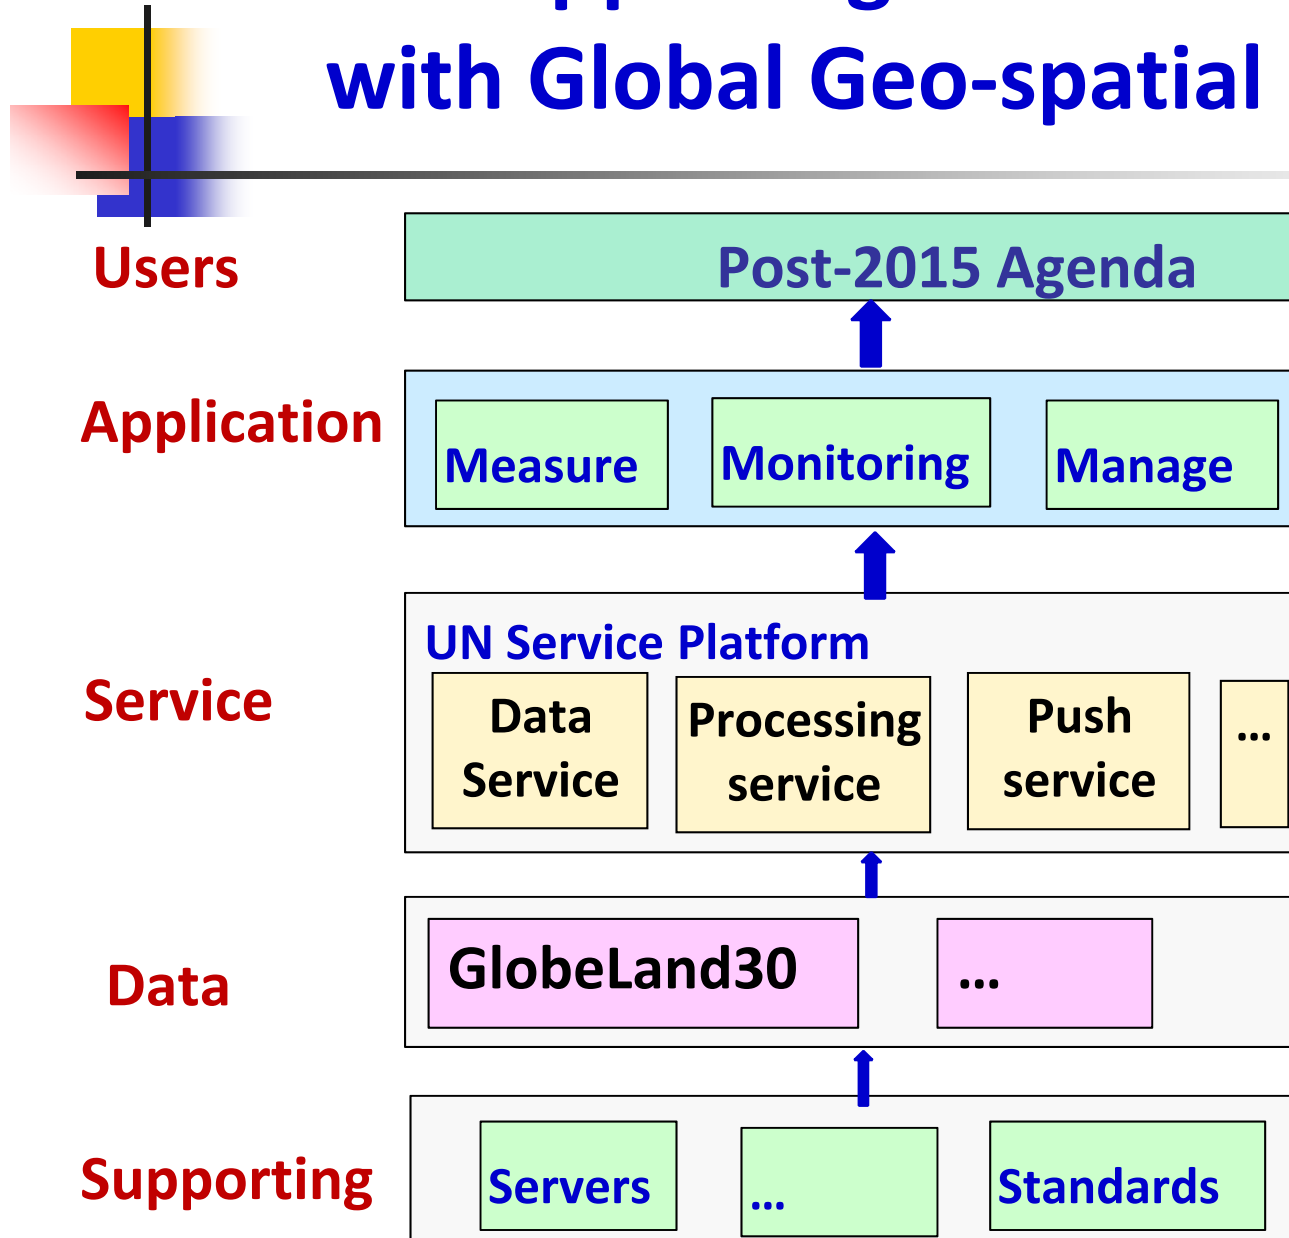 with Global Geo-spatial
Users
Post-2015 Agenda
Application
Measure
Monitoring
Manage
UN Service Platform
Service
Data
Service
Processing
service
Push
service
...
Data
GlobeLand30
...
Supporting
Servers
...
Standards